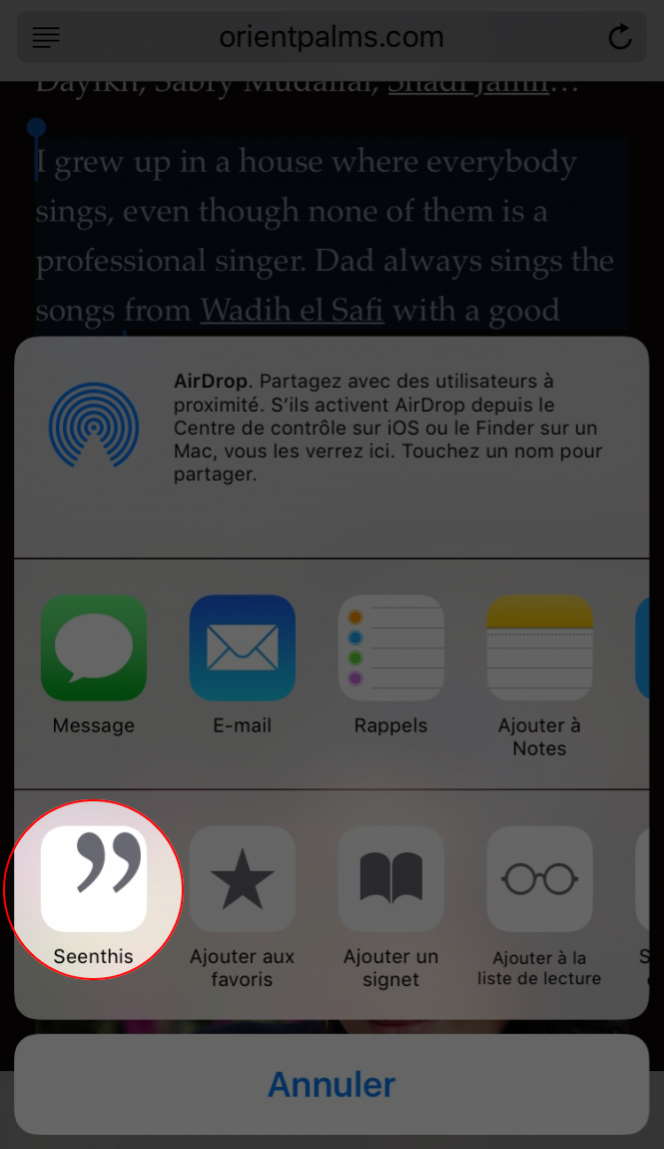 orientpalms.com
Dayikh, Sabry Mudallal, Shadi Jamil…
I grew up in a house where everybody
sings, even though none of them is a
professional singer. Dad always sings the
songs from Wadih el Safi with a good
AirDrop. Partagez avec des utilisateurs à
proximité. S’ils activent AirDrop depuis le
Centre de contrôle sur iOS ou le Finder sur un
Mac, vous les verrez ici. Touchez un nom pour
partager.
Message E-mail Rappels Ajouter à
Notes
Seenthis Ajouter aux Ajouter un Ajouter à la
favoris signet liste de lecture
Annuler